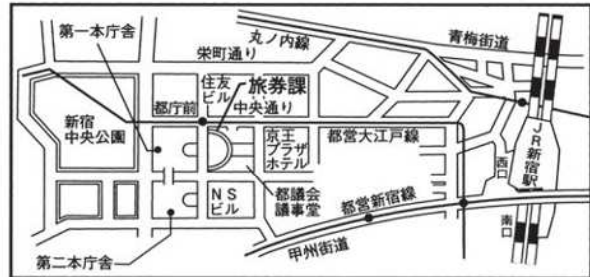 第一本庁舎
丸ノ内線
青梅街道
栄町通り
住友
ビル
旅券課
中央通り
都庁前
新宿
中央公園
京王
プラザ
ホテル
都営大江戸線
西口
JR新宿駅
都議会
議事堂
NS
ビル
都営新宿線
南口
甲州街道
第二本庁舎